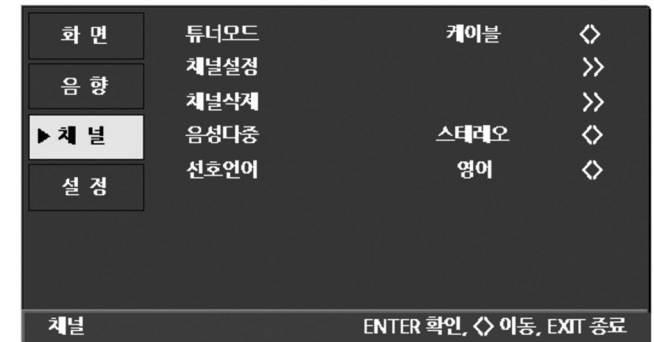 화 면
음 향
▶ 채 널
설 정
튜너모드 케이블 <>
채널설정 >>
채널삭제 >>
음성다중 스테레오 <>
선호언어 영어 <>
채널 ENTER 확인, <> 이동, EXIT 종료